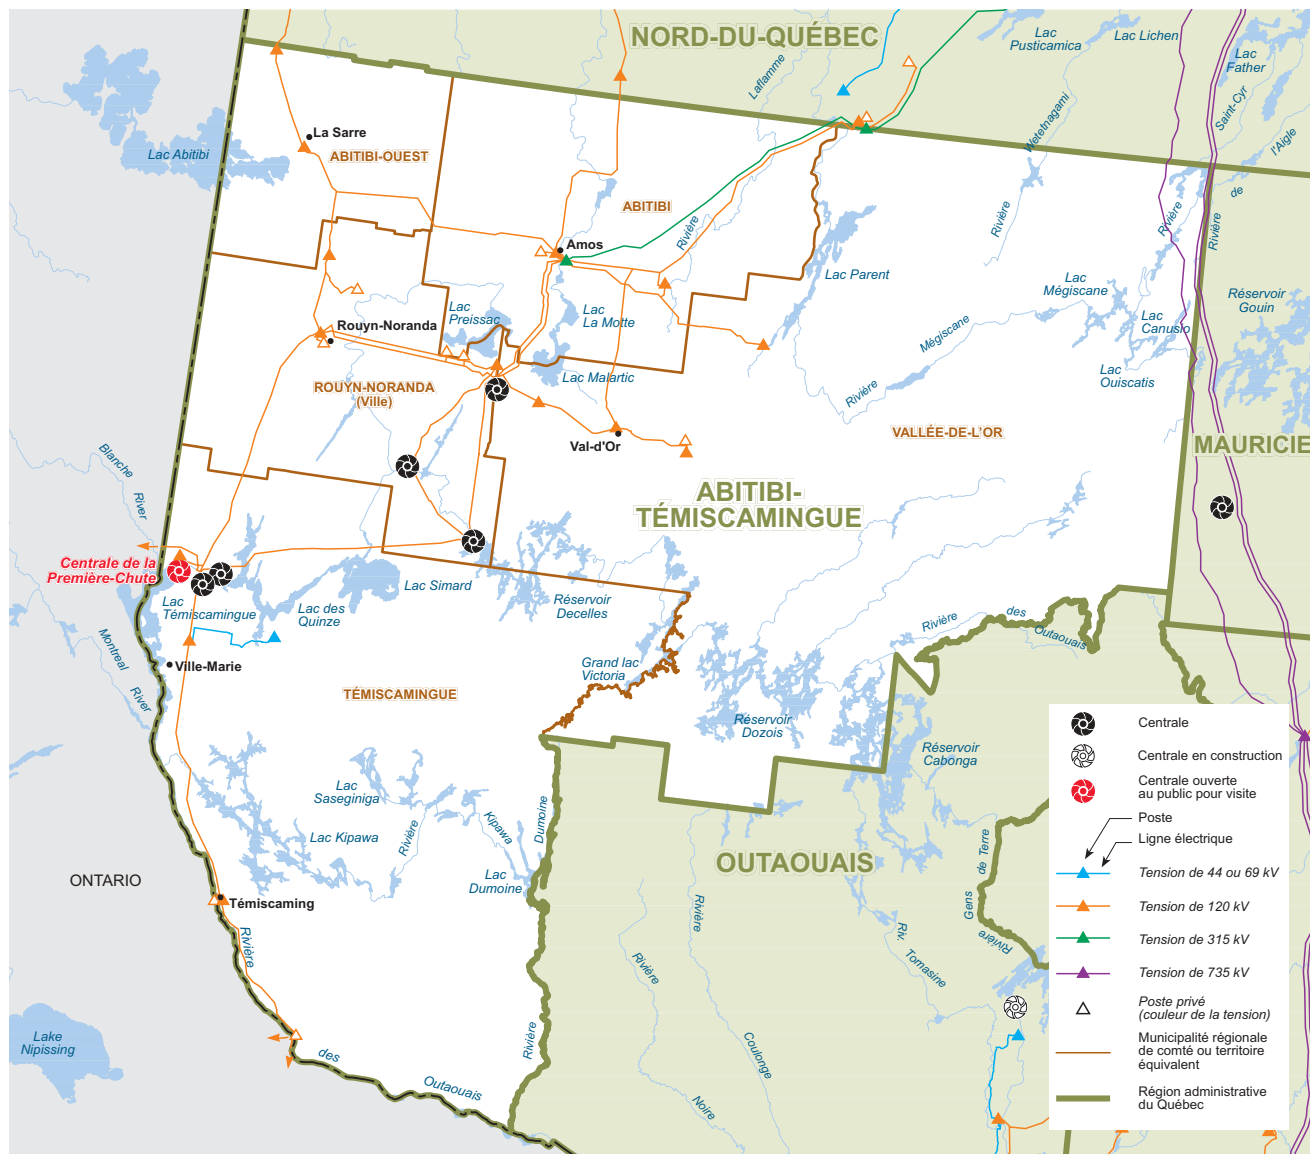 NORD-DU-QUÉBEC
Lac
Pusticamica
Lac Lichen
Lac
Father
Laflamme
Saint-Cyr
l'Aigle
Wetetnagami
La Sarre
Lac Abitibi
ABITIBI-OUEST
ABITIBI
de
Rivière
Rivière
Rivière
Rivière
Amos
Lac Parent
Lac
Mégiscane
Réservoir
Gouin
Lac
Preissac
Lac
La Motte
Lac
Canusio
Rouyn-Noranda
Mégiscane
Lac Malartic
Lac
Ouiscatis
ROUYN-NORANDA
(Ville)
Rivière
Val-d'Or
VALLÉE-DE-L'OR
MAURICIE
Blanche
River
ABITIBI-
TÉMISCAMINGUE
Centrale de la
Première-Chute
Lac
Témiscamingue
Lac des
Quinze
Lac Simard
Réservoir
Decelles
Rivière
des
Outaouais
Montreal
River
Ville-Marie
Grand lac
Victoria
TÉMISCAMINGUE
Réservoir
Dozois
Réservoir
Cabonga
Lac
Saseginiga
Lac Kipawa
Rivière
Kipawa
Dumoine
Lac
Dumoine
OUTAOUAIS
ONTARIO
Témiscaming
Rivière
Rivière
Riv.
Tomasine
Gens de Terre
Rivière
Rivière
Lake
Nipissing
des
Outaouais
Rivière
Coulonge
Noire
Centrale
Centrale en construction
Centrale ouverte
au public pour visite
Poste
Ligne électrique
Tension de 44 ou 69 kV
Tension de 120 kV
Tension de 315 kV
Tension de 735 kV
Poste privé
(couleur de la tension)
Municipalité régionale
de comté ou territoire
équivalent
Région administrative
du Québec